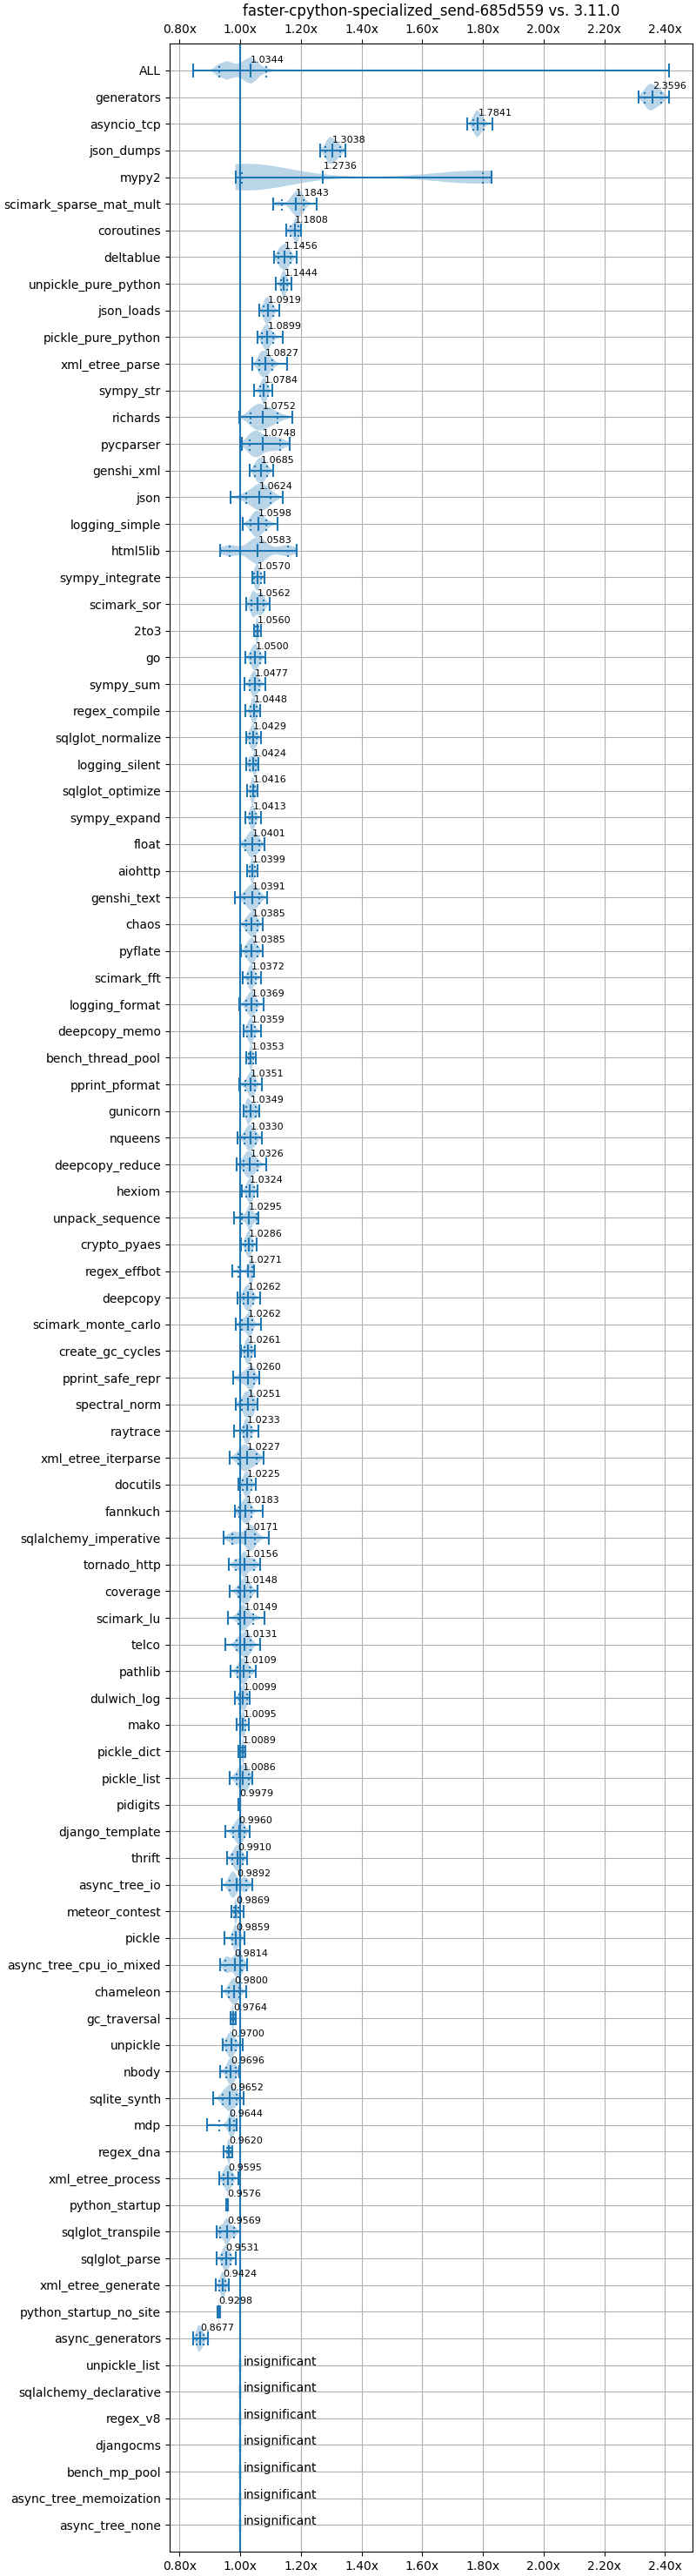 faster-cpython-specialized_send-685d559 vs. 3.11.0
0.80x 1.00x 1.20x 1.40x 1.60x 1.80x 2.00x 2.20x 2.40x
ALL 1.0344
generators 2.3596
asyncio_tcp 1.7841
json_dumps 1.3038
mypy2 1.2736
scimark_sparse_mat_mult 1.1843
coroutines 1.1808
deltablue 1.1456
unpickle_pure_python 1.1444
json_loads 1.0919
pickle_pure_python 1.0899
xml_etree_parse 1.0827
sympy_str 1.0784
richards 1.0752
pycparser 1.0748
genshi_xml 1.0685
json 1.0624
logging_simple 1.0598
html5lib 1.0583
sympy_integrate 1.0570
scimark_sor 1.0562
2to3 1.0560
go 1.0500
sympy_sum 1.0477
regex_compile 1.0448
sqlglot_normalize 1.0429
logging_silent 1.0424
sqlglot_optimize 1.0416
sympy_expand 1.0413
float 1.0401
aiohttp 1.0399
genshi_text 1.0391
chaos 1.0385
pyflate 1.0385
scimark_fft 1.0372
logging_format 1.0369
deepcopy_memo 1.0359
bench_thread_pool 1.0353
pprint_pformat 1.0351
gunicorn 1.0349
nqueens 1.0330
deepcopy_reduce 1.0326
hexiom 1.0324
unpack_sequence 1.0295
crypto_pyaes 1.0286
regex_effbot 1.0271
deepcopy 1.0262
scimark_monte_carlo 1.0262
create_gc_cycles 1.0261
pprint_safe_repr 1.0260
spectral_norm 1.0251
raytrace 1.0233
xml_etree_iterparse 1.0227
docutils 1.0225
fannkuch 1.0183
sqlalchemy_imperative 1.0171
tornado_http 1.0156
coverage 1.0148
scimark_lu 1.0149
telco 1.0131
pathlib 1.0109
dulwich_log 1.0099
mako 1.0095
pickle_dict 1.0089
pickle_list 1.0086
pidigits 0.9979
django_template 0.9960
thrift 0.9910
async_tree_io 0.9892
meteor_contest 0.9869
pickle 0.9859
async_tree_cpu_io_mixed 0.9814
chameleon 0.9800
gc_traversal 0.9764
unpickle 0.9700
nbody 0.9696
sqlite_synth 0.9652
mdp 0.9644
regex_dna 0.9620
xml_etree_process 0.9595
python_startup 0.9576
sqlglot_transpile 0.9569
sqlglot_parse 0.9531
xml_etree_generate 0.9424
python_startup_no_site 0.9298
async_generators 0.8677
unpickle_list insignificant
sqlalchemy_declarative insignificant
regex_v8 insignificant
djangocms insignificant
bench_mp_pool insignificant
async_tree_memoization insignificant
async_tree_none insignificant
0.80x 1.00x 1.20x 1.40x 1.60x 1.80x 2.00x 2.20x 2.40x